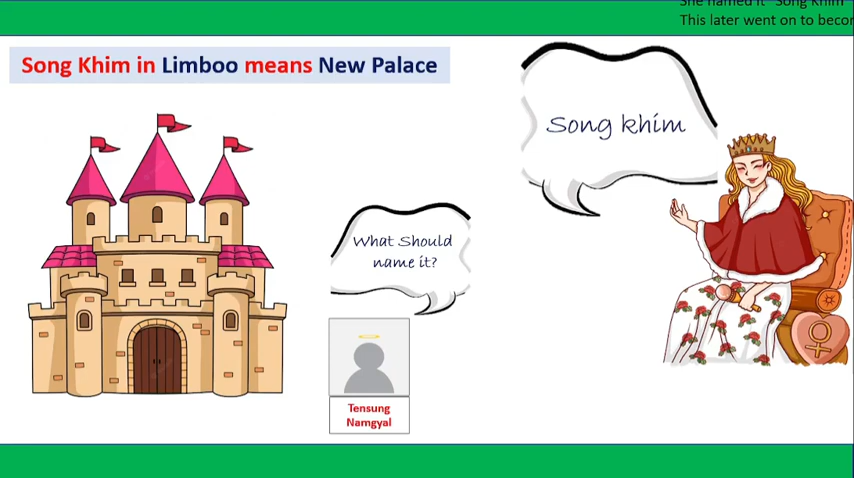 She named it "Song Khim"
This later went on to
Song Khim in Limboo means New Palace
Song khim
What Should
name it?
Tensung
Namgyal